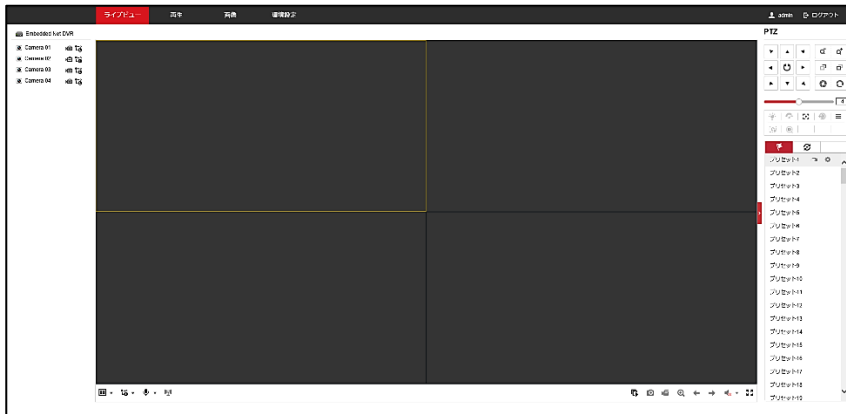 ライブビュー 再生 画像 環境設定 admin ログアウト
Embedded Net DVR
Camera 01
Camera 02
Camera 03
Camera 04
PTZ
4
プリセット1
プリセット2
プリセット3
プリセット4
プリセット5
プリセット6
プリセット7
プリセット8
プリセット9
プリセット10
プリセット11
プリセット12
プリセット13
プリセット14
プリセット15
プリセット16
プリセット17
プリセット18
プリセット19